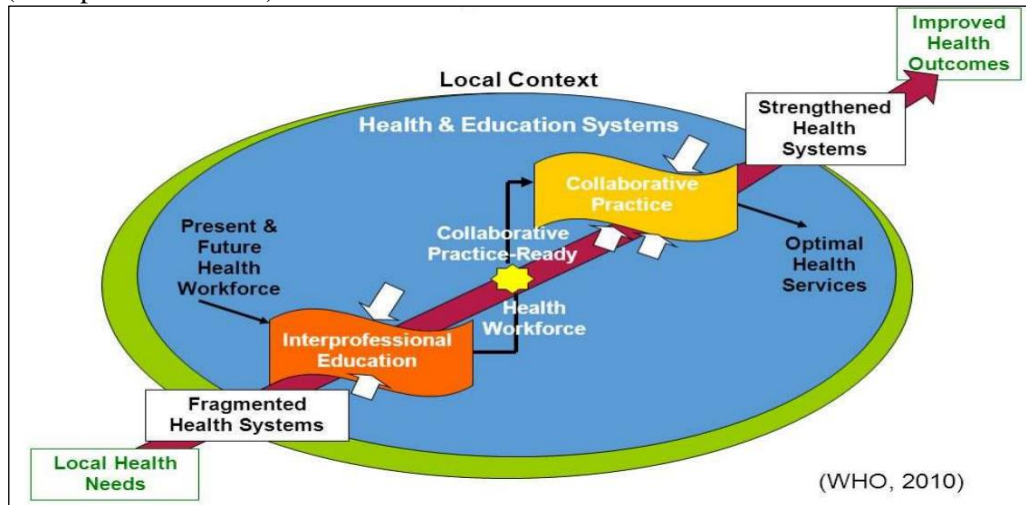 Improved
Health
Outcomes
Local Context
Strengthened
Health
Systems
Health & Education Systems
Collaborative
Practice
Present &
Future
Health
Workforce
Collaborative
Practice-Ready
Optimal
Health
Services
Health
Workforce
Interprofessional
Education
Fragmented
Health Systems
Local Health
Needs
(WHO, 2010)